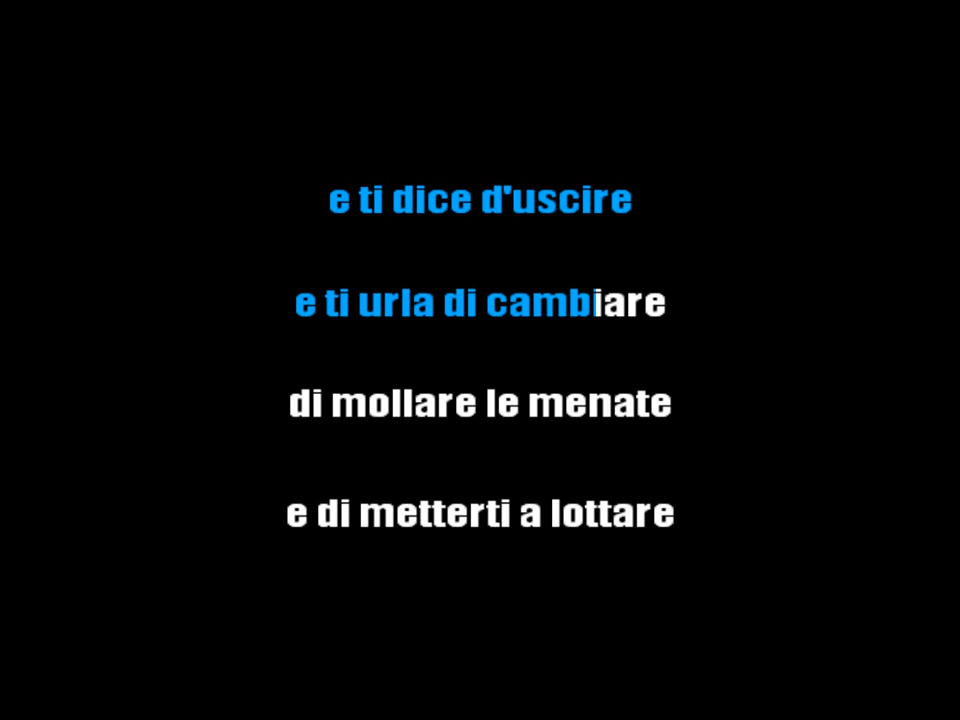 e ti dice d'uscire
e ti urla di cambiare
di mollare le menate
e di metterti a lottare